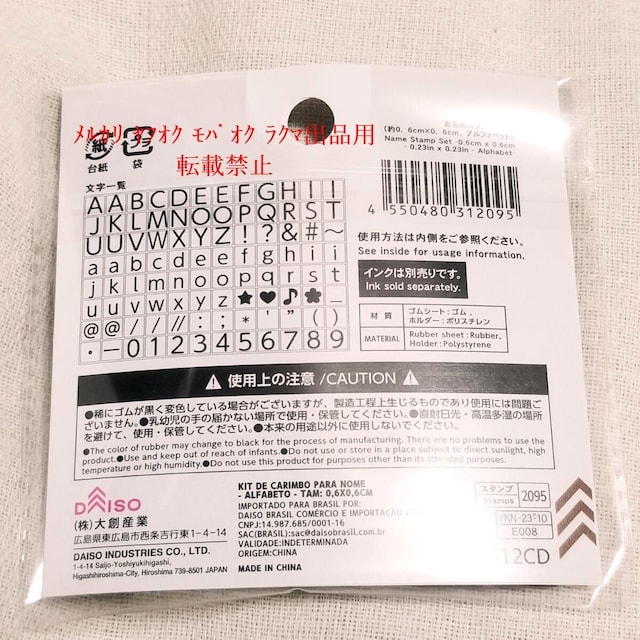 ﾒﾙｶﾘ ﾔﾌｵｸ ﾓﾊﾞｵｸ ﾗｸﾏ出品用
転載禁止
紙
台紙
プラ
袋
(約0. 6cm×0. 6cm, アルファベット)
Name Stamp Set -0.6cm x 0.6cm
0.23in x 0.23in・Alphabet-
4 550480 312095
文字一覧
A A B C D E E F G H I I
J K L M N O O P Q R S T
U U V W X Y Z ! ? & # ~
a a b c d e e f g h i i
j k l m n o o p q r s t
u u v w x y z ★ ♥ ♪ _
@ @ / / / / : ; * ' " ( )
・ － 0 1 2 3 4 5 6 7 8 9
使用方法は内側をご参照ください。
See inside for usage information.
インクは別売りです。
Ink sold separately.
材 質 ゴムシート:ゴム,
ホルダー:ポリスチレン
MATERIAL Rubber sheet:Rubber,
Holder:Polystyrene
使用上の注意 /CAUTION
●稀にゴムが黒く変色している場合がございますが、製造工程上生じるものであり使用には問題ご
ざいません。●乳幼児の手の届かない場所で使用・保管してください。●直射日光・高温多湿の場所
を避けて、使用・保管してください。●本来の用途以外に使用しないでください。
●The color of rubber may change to black for the process of manufacturing. There are no problems to use the
product.●Use and keep out of reach of infants. ●Do not use or store in a place subject to direct sunlight, high
temperature or high humidity.●Do not use this product for purposes other than its intended purposes.
DAISO
(株)大創産業
広島県東広島市西条吉行東1-4-14
DAISO INDUSTRIES CO., LTD.
1-4-14 Saijo-Yoshiyukihigashi,
Higashihiroshima-City, Hiroshima 739-8501 JAPAN
KIT DE CARIMBO PARA NOME
- ALFABETO - TAM: 0,6X0,6CM
IMPORTADO PARA BRASIL POR:
DAISO BRASIL COMÉRCIO E IMPORTAÇÃO
CNPJ:14.987.685/0001-16
SAC(BRASIL):sac@daisobrasil.com.br
VALIDADE:INDETERMINADA
ORIGEM:CHINA
MADE IN CHINA
スタンプ
Stamps
2095
E008
12CD